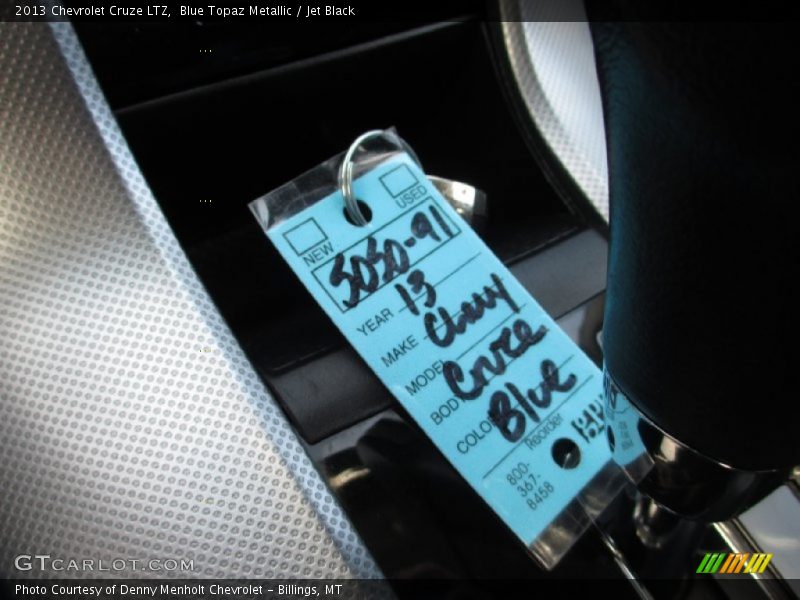 2013 Chevrolet Cruze LTZ,  Blue Topaz Metallic / Jet Black
NEW
USED
5050-91
YEAR 13
MAKE Chevy
MODEL Cruze
BODY
COLOR Blue
Reorder
800-
367-
8458
GTCARLOT.COM
Photo Courtesy of Denny Menholt Chevrolet - Billings, MT